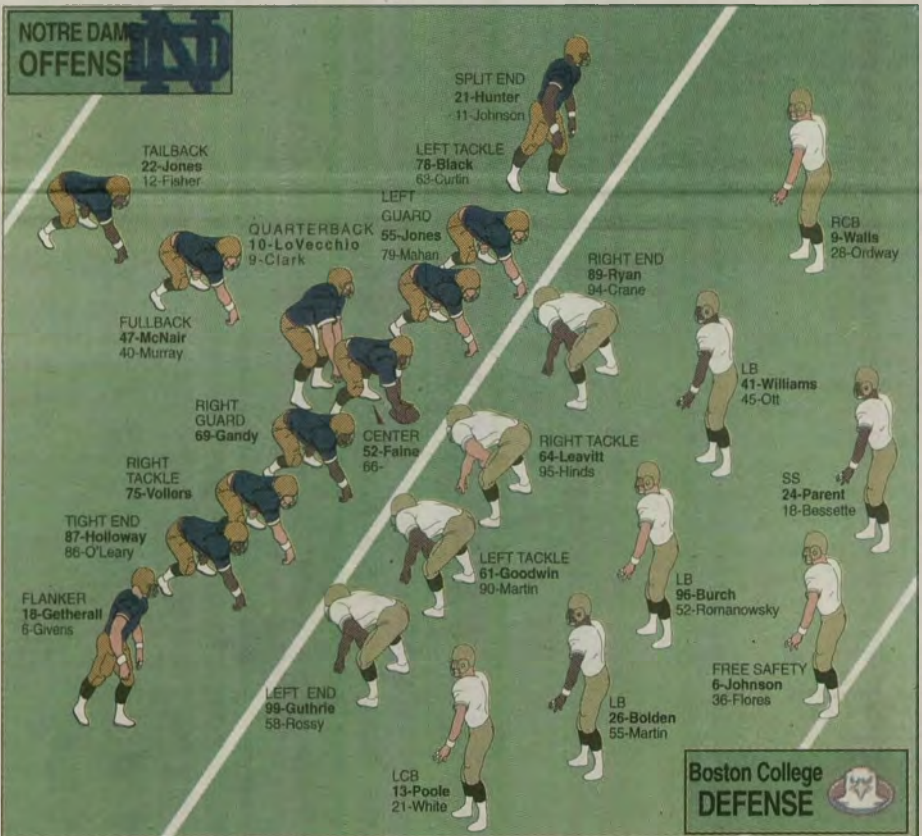 NOTRE DAME
OFFENSE
ND
SPLIT END
21-Hunter
11-Johnson
TAILBACK
22-Jones
12-Fisher
LEFT TACKLE
78-Black
63-Curtin
LEFT
GUARD
55-Jones
79-Mahan
QUARTERBACK
10-LoVecchio
9-Clark
RCB
9-Walls
28-Ordway
RIGHT END
89-Ryan
94-Crane
FULLBACK
47-McNair
40-Murray
LB
41-Williams
45-Ott
RIGHT
GUARD
69-Gandy
CENTER
52-Faine
66-
RIGHT TACKLE
64-Leavitt
95-Hinds
RIGHT
TACKLE
75-Vollers
SS
24-Parent
18-Bessette
TIGHT END
87-Holloway
86-O'Leary
LEFT TACKLE
61-Goodwin
90-Martin
LB
96-Burch
52-Romanowsky
FLANKER
18-Getherall
6-Givens
FREE SAFETY
6-Johnson
36-Flores
LEFT END
99-Guthrie
58-Rossy
LB
26-Bolden
55-Martin
LCB
13-Poole
21-White
Boston College
DEFENSE